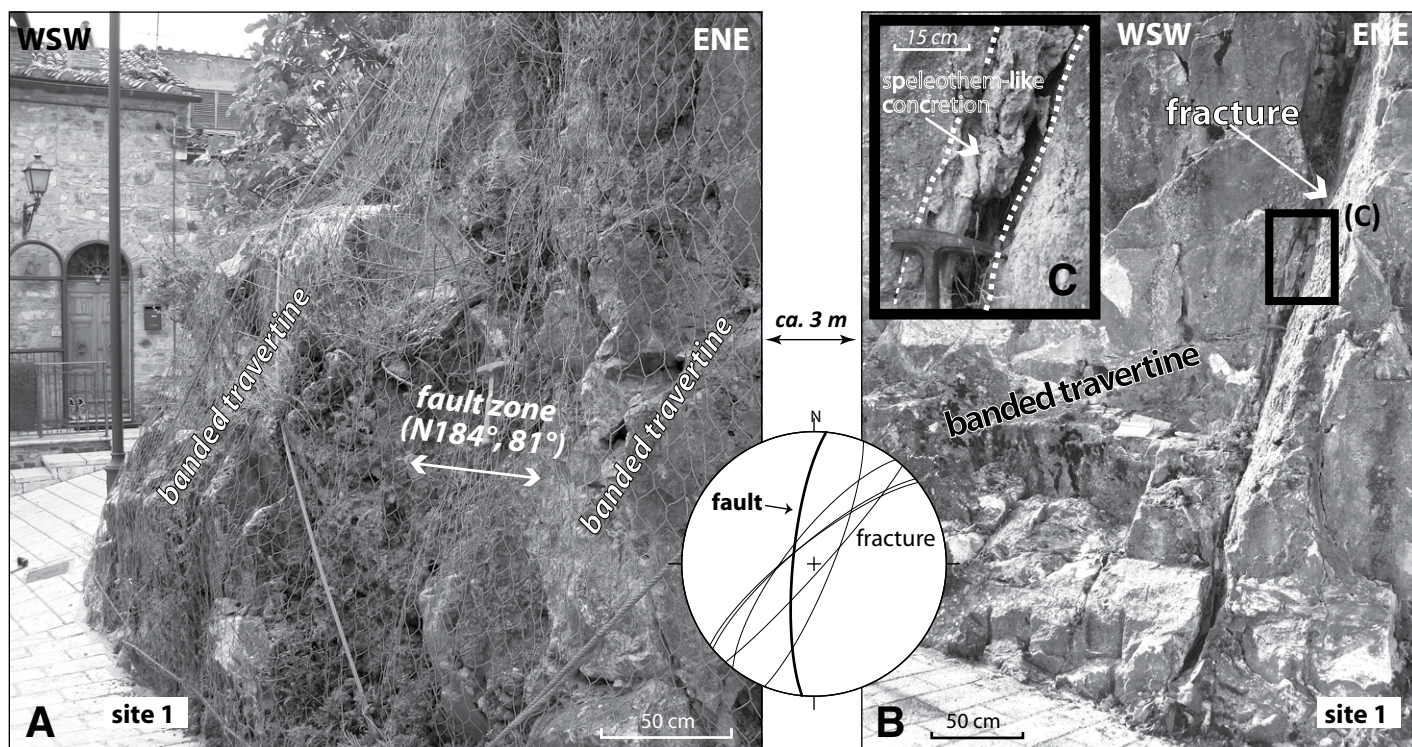 WSW
ENE
banded travertine
fault zone
(N184°, 81°)
banded travertine
A
site 1
50 cm
ca. 3 m
N
fault
fracture
15 cm
speleothem-like
concretion
C
WSW
ENE
fracture
(C)
banded travertine
B
50 cm
site 1